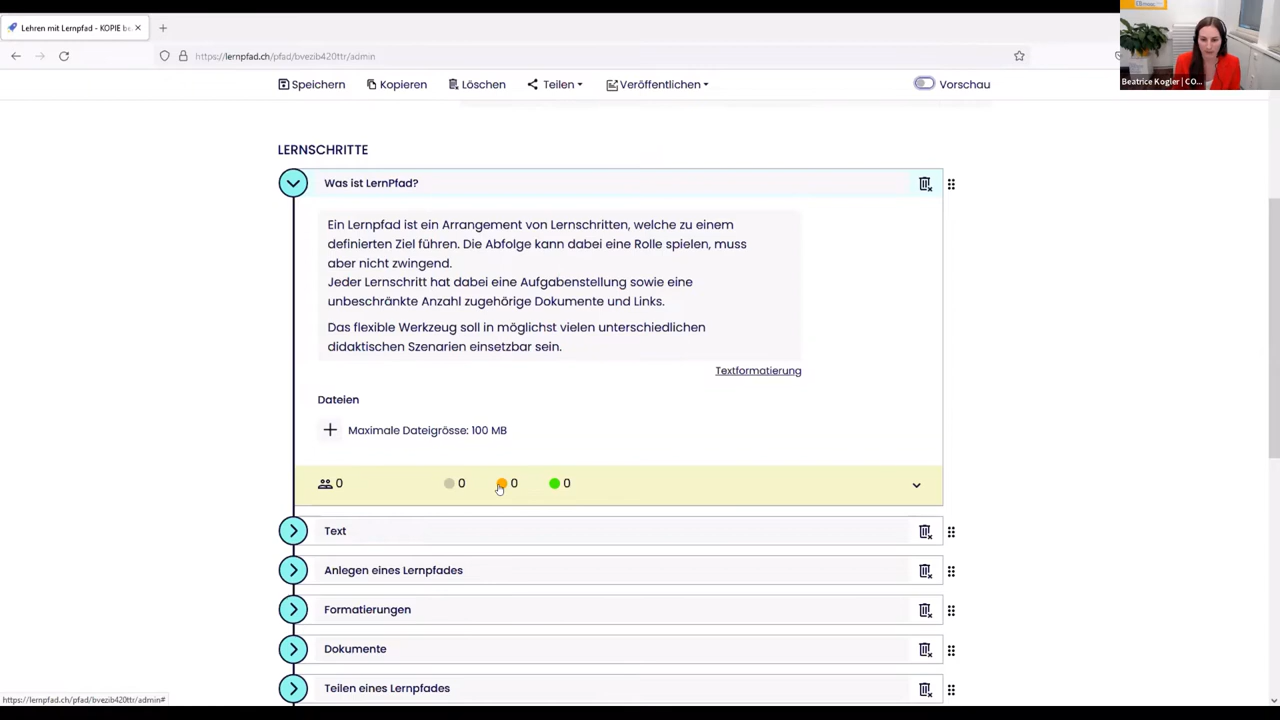 Lehren mit Lernpfad - KOPIE be
https://lernpfad.ch/pfad/bvezib420ttr/admin
Speichern Kopieren Löschen Teilen Veröffentlichen Vorschau
Beatrice Kogler | CO...
LERNSCHRITTE
Was ist LernPfad?
Ein Lernpfad ist ein Arrangement von Lernschritten, welche zu einem
definierten Ziel führen. Die Abfolge kann dabei eine Rolle spielen, muss
aber nicht zwingend.
Jeder Lernschritt hat dabei eine Aufgabenstellung sowie eine
unbeschränkte Anzahl zugehörige Dokumente und Links.
Das flexible Werkzeug soll in möglichst vielen unterschiedlichen
didaktischen Szenarien einsetzbar sein.
Textformatierung
Dateien
Maximale Dateigrösse: 100 MB
0 0 0 0
Text
Anlegen eines Lernpfades
Formatierungen
Dokumente
Teilen eines Lernpfades
https://lernpfad.ch/pfad/bvezib420ttr/admin#